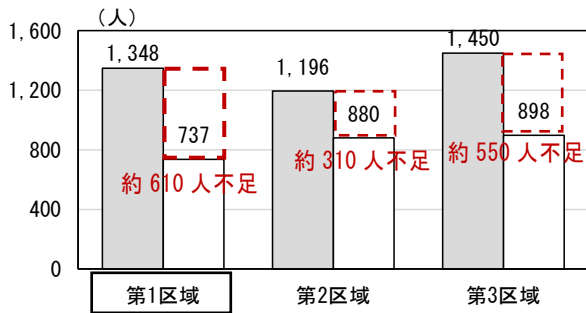 （人）
1,600
1,200
800
400
0
1,348
737
約 610 人不足
1,196
880
約 310 人不足
1,450
898
約 550 人不足
第1区域
第2区域
第3区域